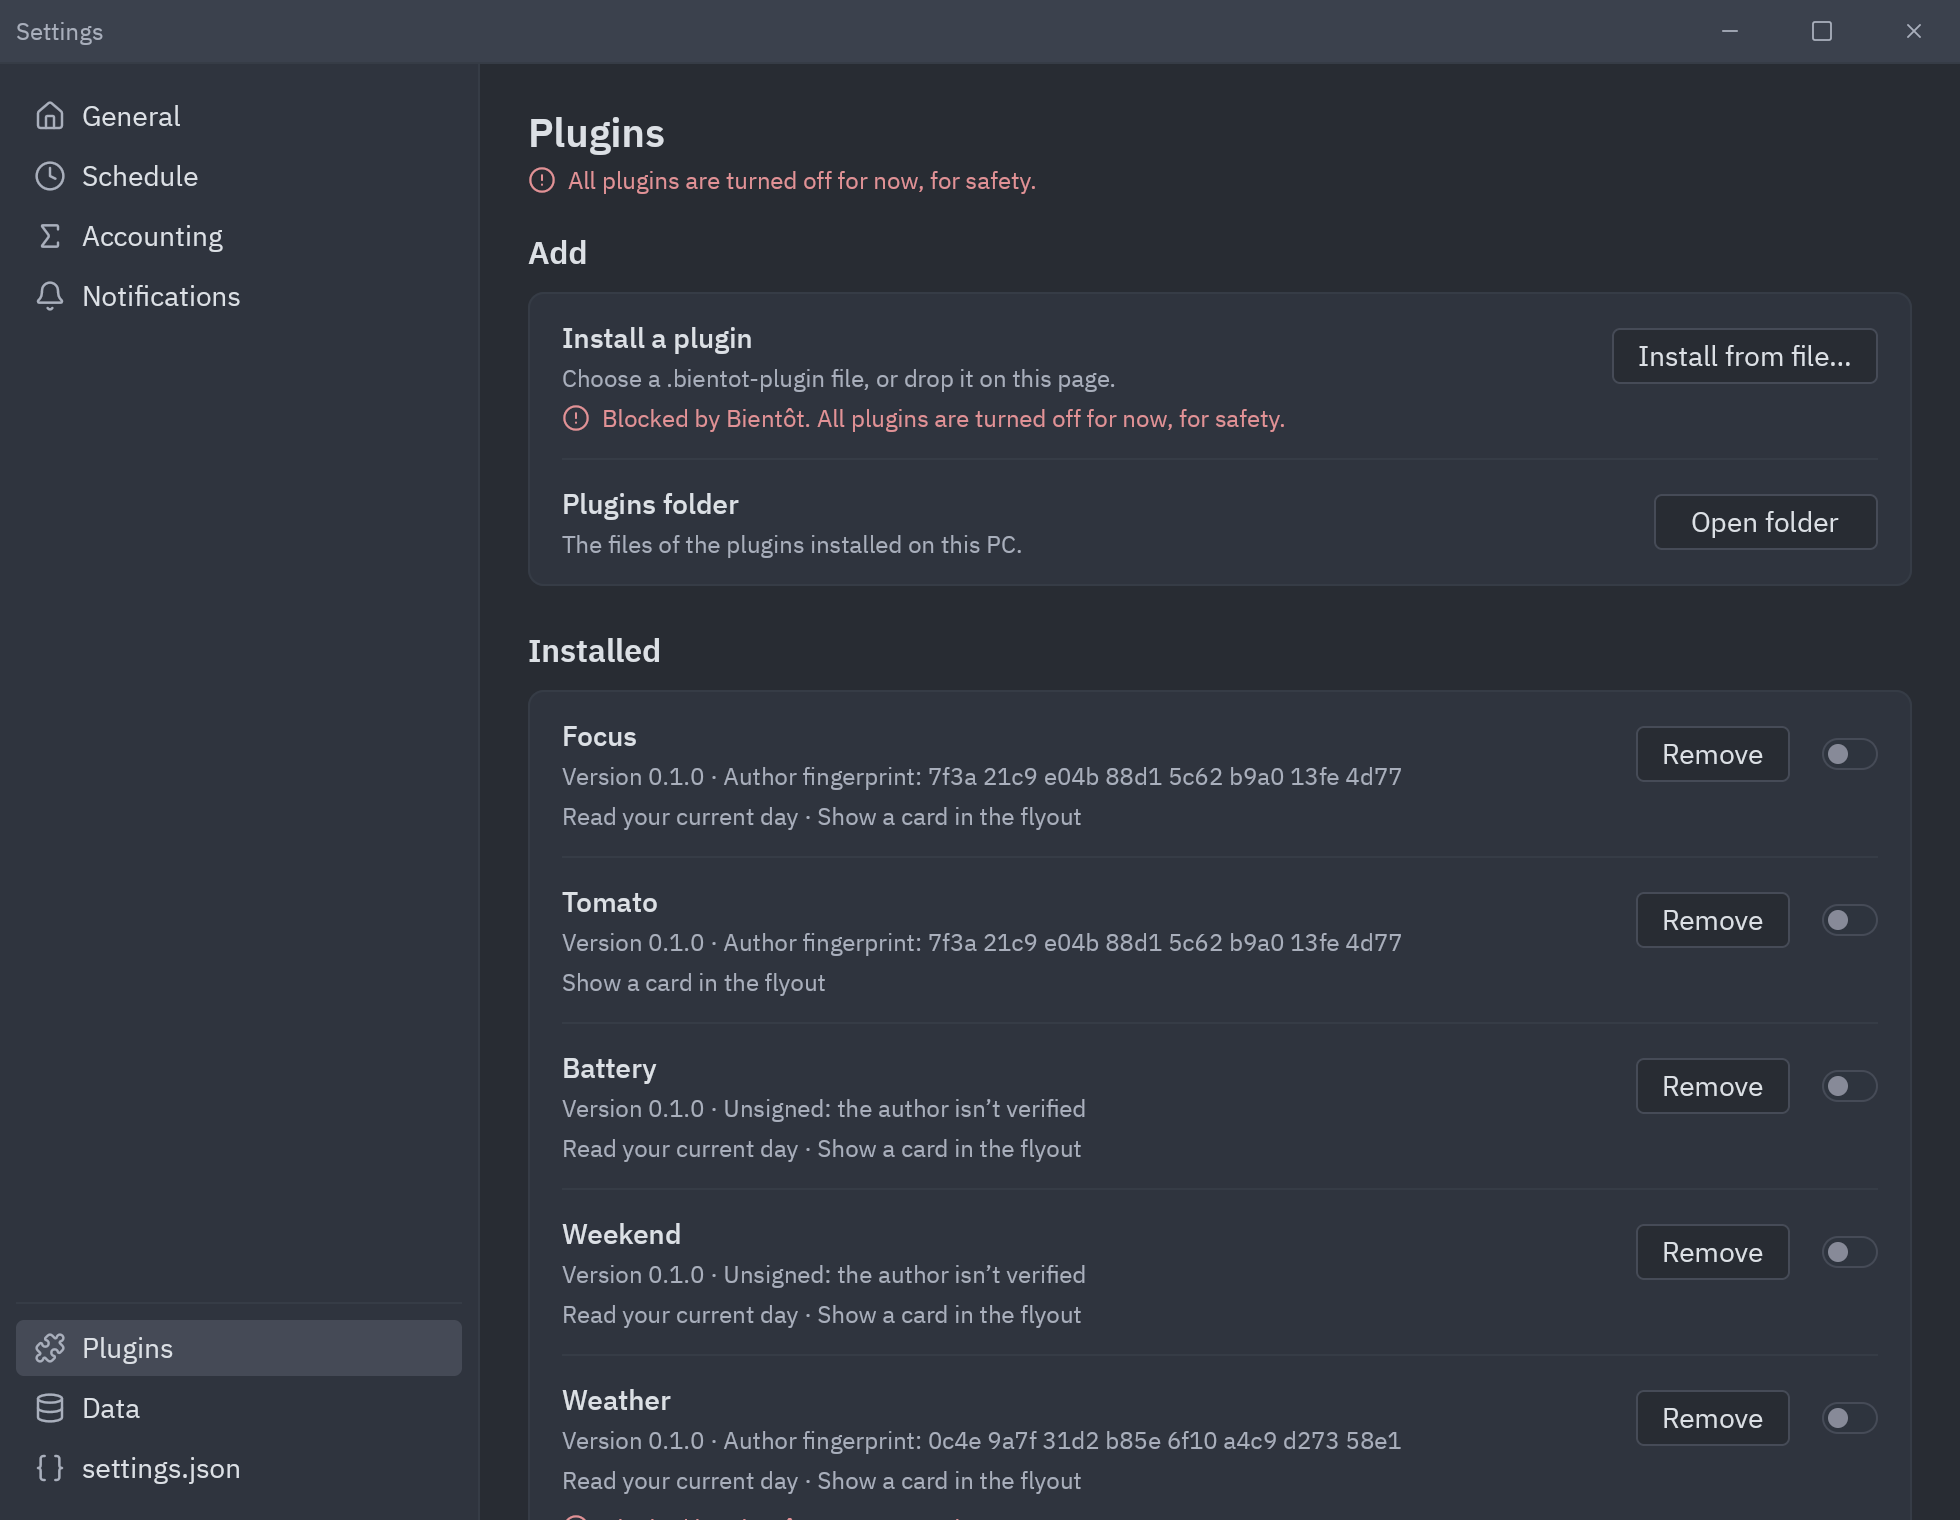 Settings
General
Schedule
Accounting
Notifications
Plugins
Data
settings.json
Plugins
All plugins are turned off for now, for safety.
Add
Install a plugin
Choose a .bientot-plugin file, or drop it on this page.
Blocked by Bientôt. All plugins are turned off for now, for safety.
Install from file...
Plugins folder
The files of the plugins installed on this PC.
Open folder
Installed
Focus
Version 0.1.0 · Author fingerprint: 7f3a 21c9 e04b 88d1 5c62 b9a0 13fe 4d77
Read your current day · Show a card in the flyout
Remove
Tomato
Version 0.1.0 · Author fingerprint: 7f3a 21c9 e04b 88d1 5c62 b9a0 13fe 4d77
Show a card in the flyout
Remove
Battery
Version 0.1.0 · Unsigned: the author isn’t verified
Read your current day · Show a card in the flyout
Remove
Weekend
Version 0.1.0 · Unsigned: the author isn’t verified
Read your current day · Show a card in the flyout
Remove
Weather
Version 0.1.0 · Author fingerprint: 0c4e 9a7f 31d2 b85e 6f10 a4c9 d273 58e1
Read your current day · Show a card in the flyout
Remove